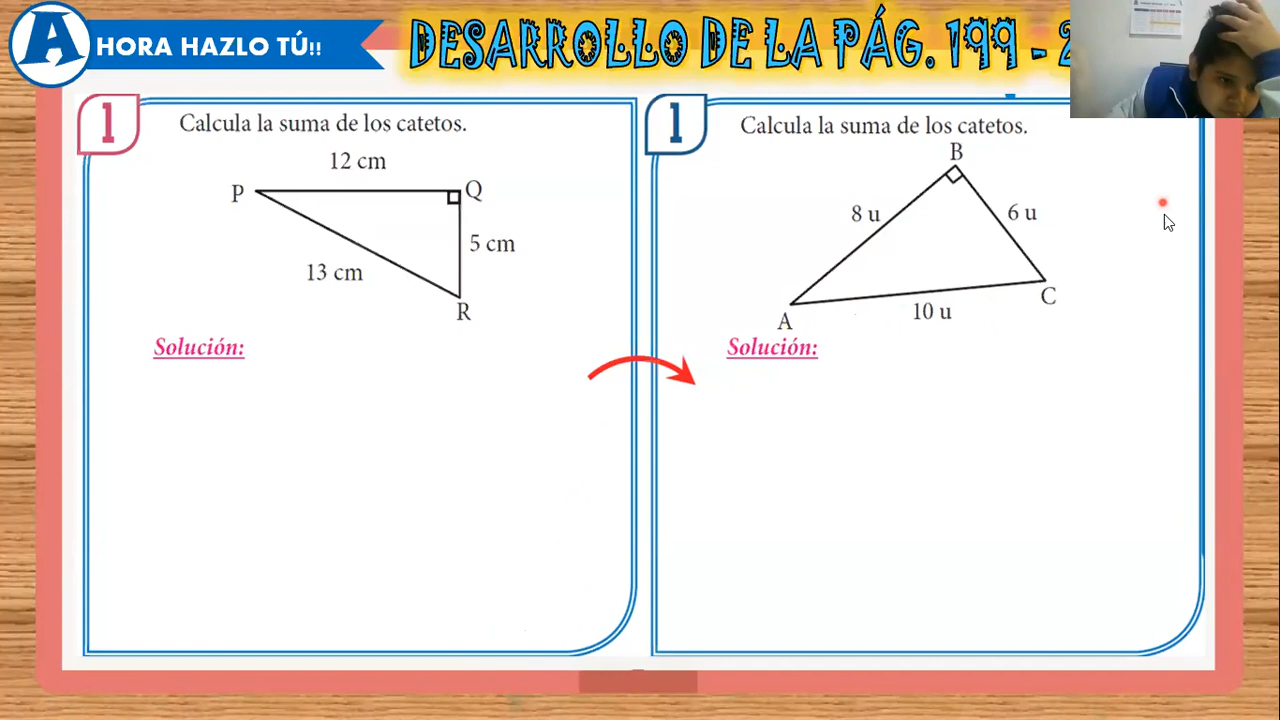 AHORA HAZLO TÚ!!
DESARROLLO DE LA PÁG. 199 - 2
1
Calcula la suma de los catetos.
12 cm
P
Q
5 cm
13 cm
R
Solución:
1
Calcula la suma de los catetos.
B
8 u
6 u
C
10 u
A
Solución: